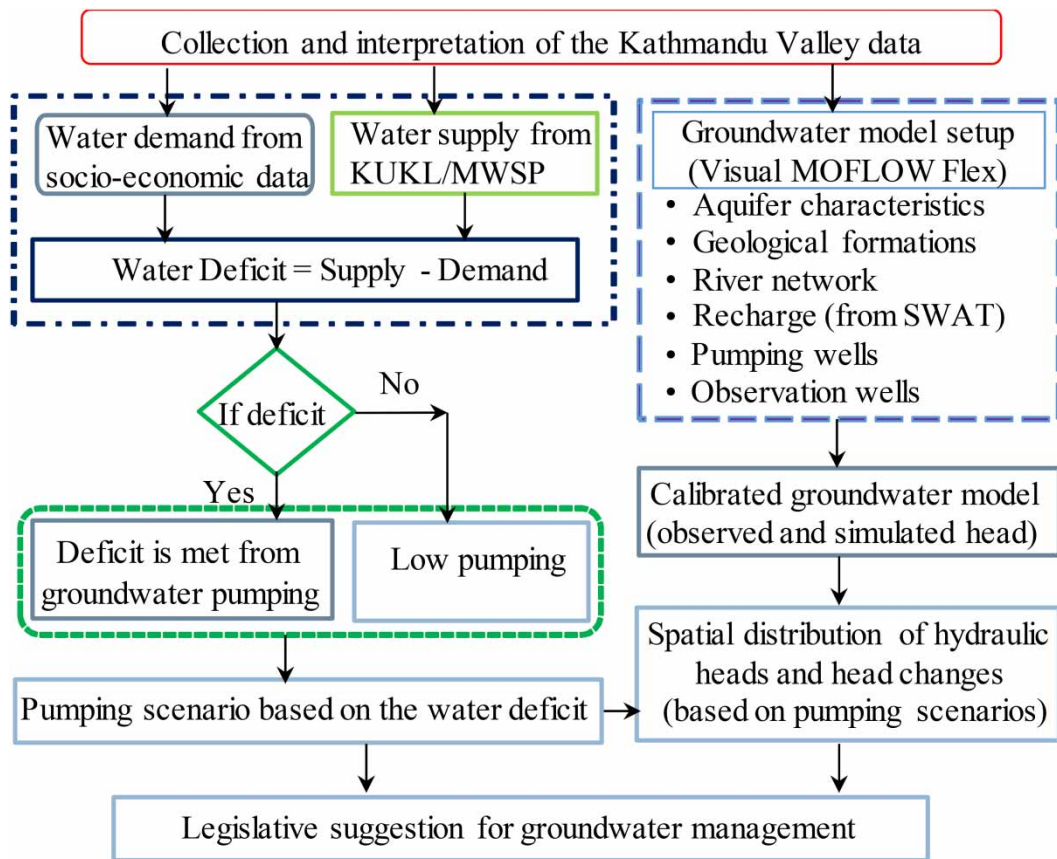 Collection and interpretation of the Kathmandu Valley data
Water demand from
socio-economic data
Water supply from
KUKL/MWSP
Water Deficit = Supply - Demand
If deficit
No
Yes
Deficit is met from
groundwater pumping
Low pumping
Pumping scenario based on the water deficit
Groundwater model setup
(Visual MOFLOW Flex)
• Aquifer characteristics
• Geological formations
• River network
• Recharge (from SWAT)
• Pumping wells
• Observation wells
Calibrated groundwater model
(observed and simulated head)
Spatial distribution of hydraulic
heads and head changes
(based on pumping scenarios)
Legislative suggestion for groundwater management